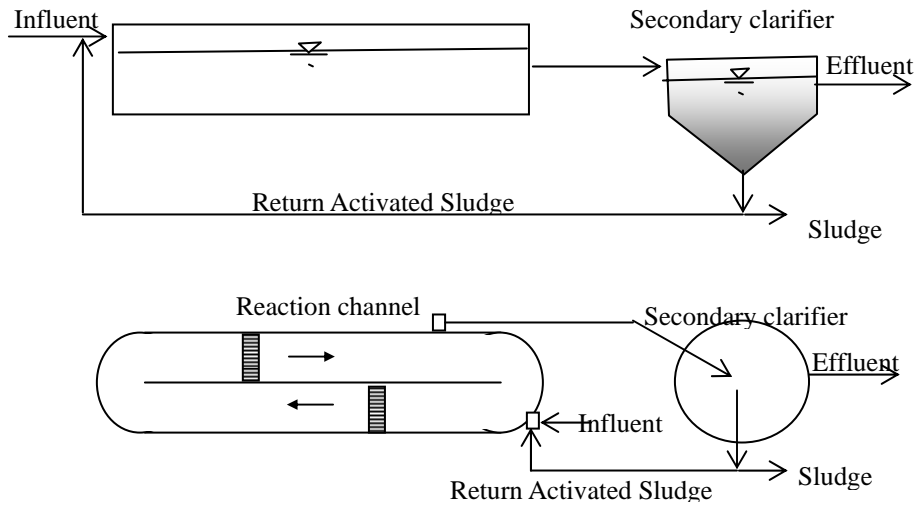 Influent
Secondary clarifier
Effluent
Return Activated Sludge
Sludge
Reaction channel
Secondary clarifier
Effluent
Influent
Sludge
Return Activated Sludge